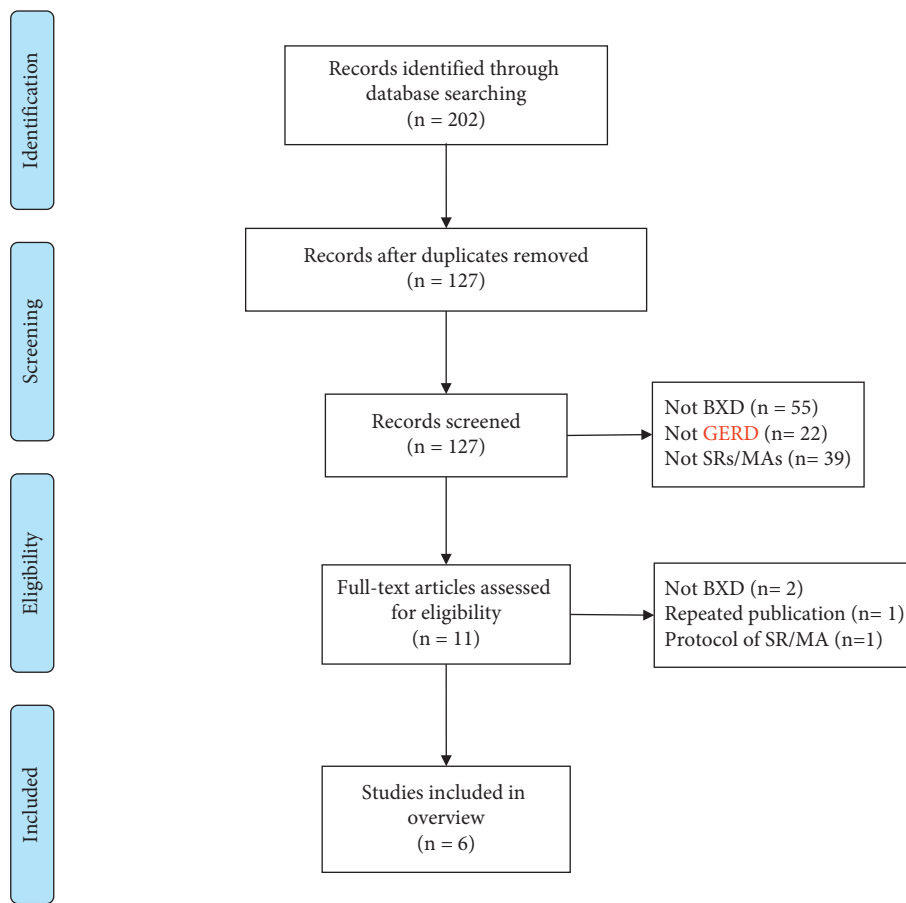 Identification
Records identified through
database searching
(n = 202)
Screening
Records after duplicates removed
(n = 127)
Records screened
(n = 127)
Not BXD (n = 55)
Not GERD (n= 22)
Not SRs/MAs (n= 39)
Eligibility
Full-text articles assessed
for eligibility
(n = 11)
Not BXD (n= 2)
Repeated publication (n= 1)
Protocol of SR/MA (n=1)
Included
Studies included in
overview
(n = 6)